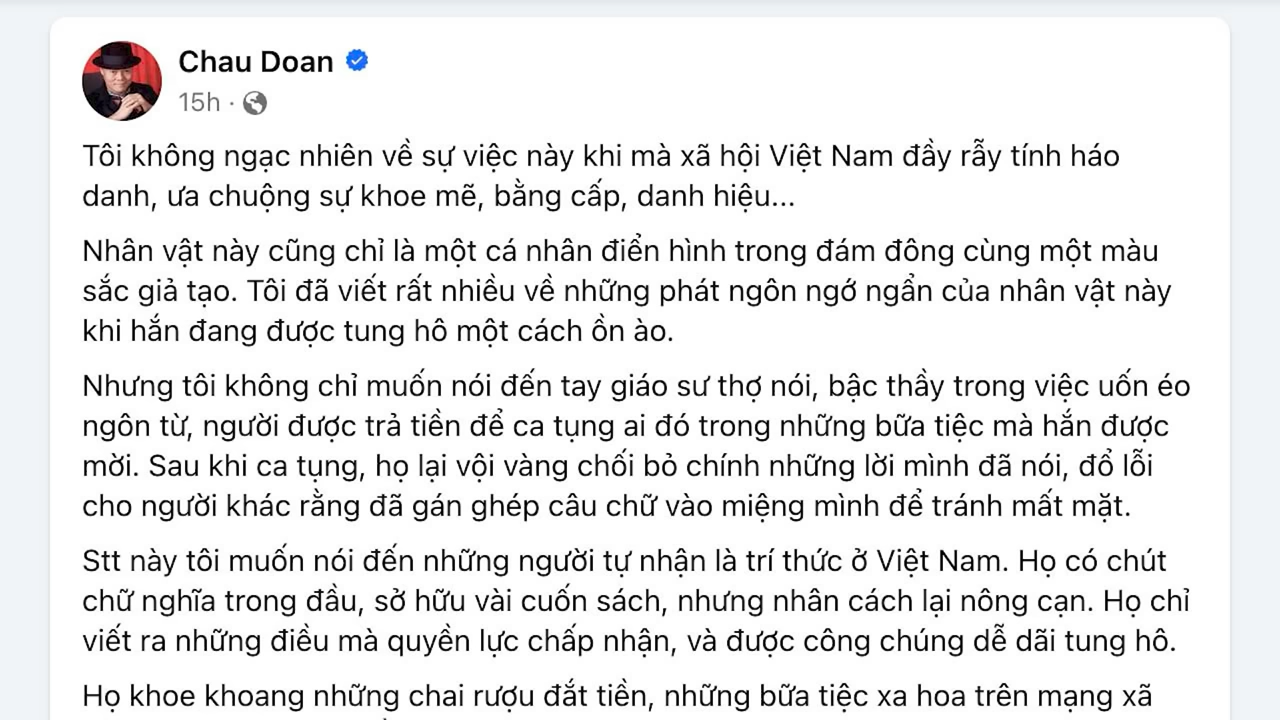 Chau Doan
15h ·
Tôi không ngạc nhiên về sự việc này khi mà xã hội Việt Nam đầy rẫy tính háo
danh, ưa chuộng sự khoe mẽ, bằng cấp, danh hiệu...
Nhân vật này cũng chỉ là một cá nhân điển hình trong đám đông cùng một màu
sắc giả tạo. Tôi đã viết rất nhiều về những phát ngôn ngớ ngẩn của nhân vật này
khi hắn đang được tung hô một cách ồn ào.
Nhưng tôi không chỉ muốn nói đến tay giáo sư thợ nói, bậc thầy trong việc uốn éo
ngôn từ, người được trả tiền để ca tụng ai đó trong những bữa tiệc mà hắn được
mời. Sau khi ca tụng, họ lại vội vàng chối bỏ chính những lời mình đã nói, đổ lỗi
cho người khác rằng đã gán ghép câu chữ vào miệng mình để tránh mất mặt.
Stt này tôi muốn nói đến những người tự nhận là trí thức ở Việt Nam. Họ có chút
chữ nghĩa trong đầu, sở hữu vài cuốn sách, nhưng nhân cách lại nông cạn. Họ chỉ
viết ra những điều mà quyền lực chấp nhận, và được công chúng dễ dãi tung hô.
Họ khoe khoang những chai rượu đắt tiền, những bữa tiệc xa hoa trên mạng xã